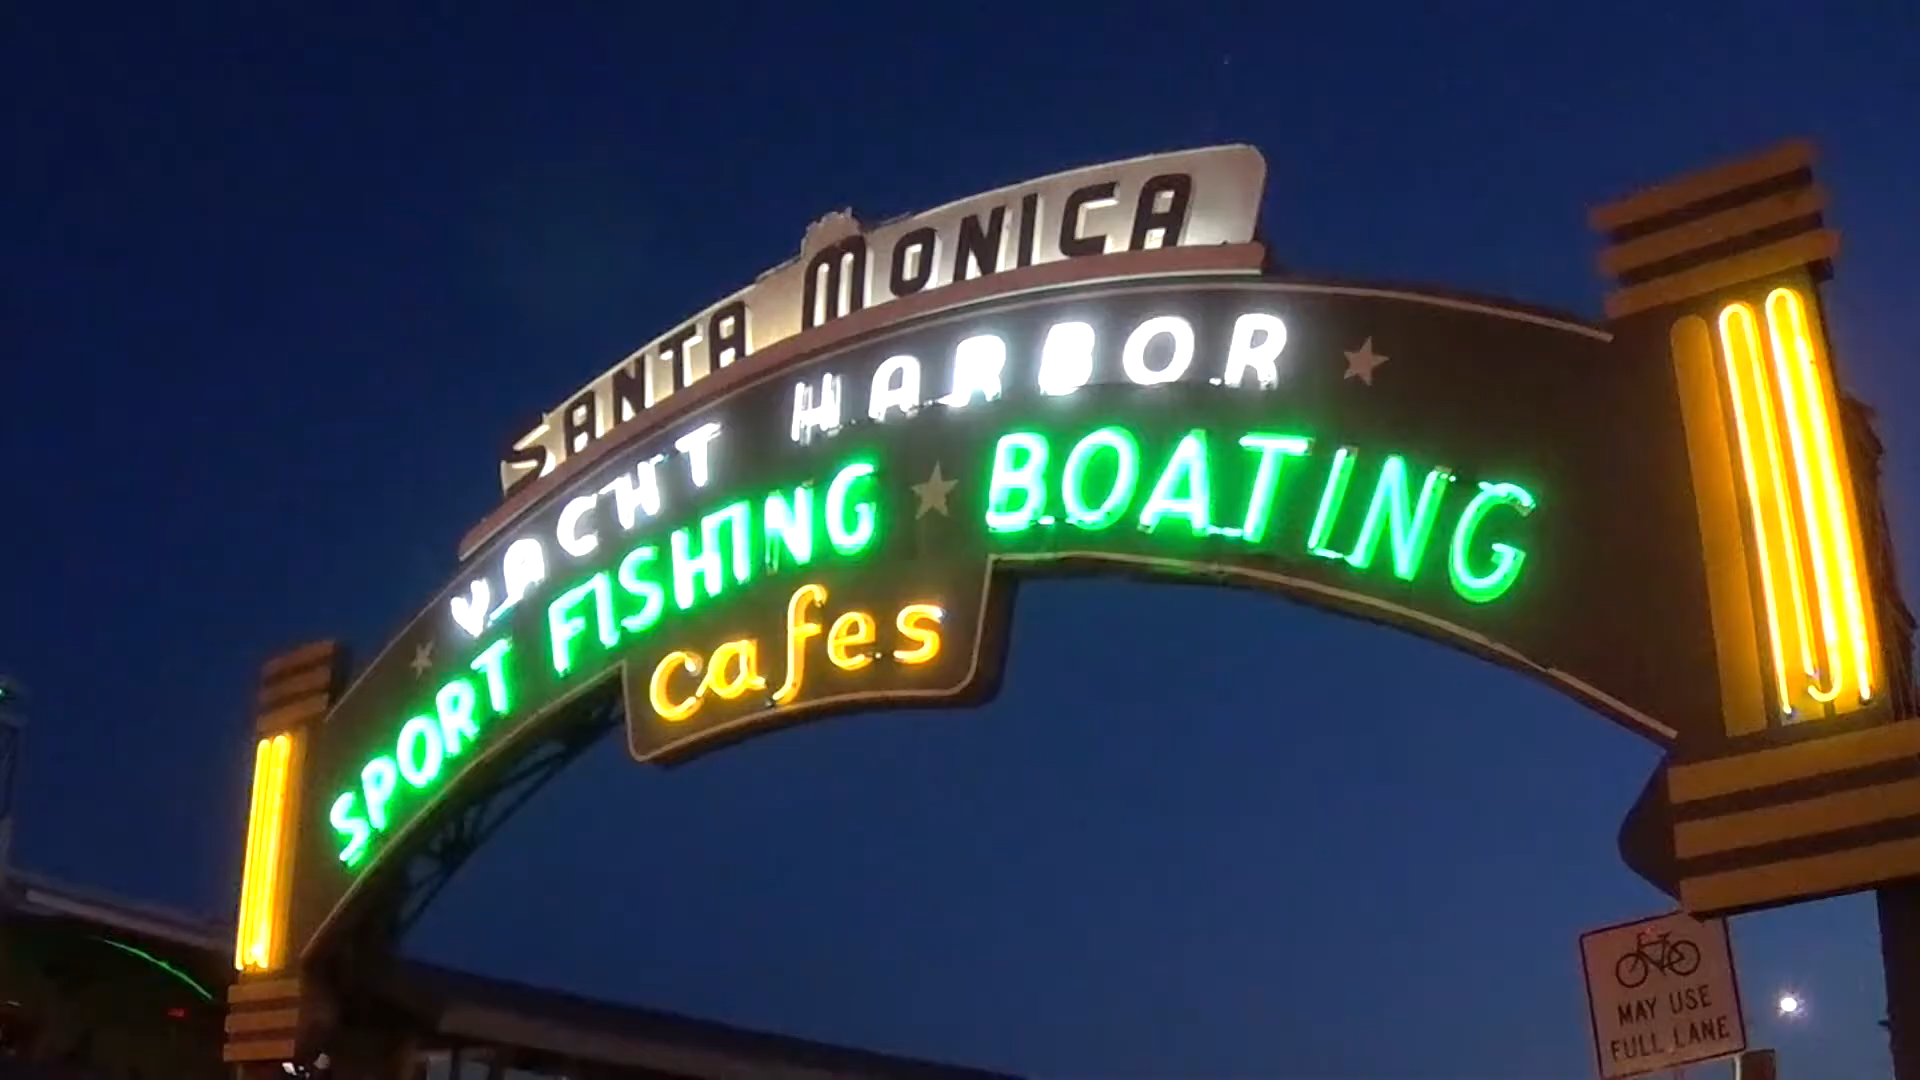 SANTA MONICA
YACHT HARBOR
SPORT FISHING BOATING
cafes
MAY USE
FULL LANE